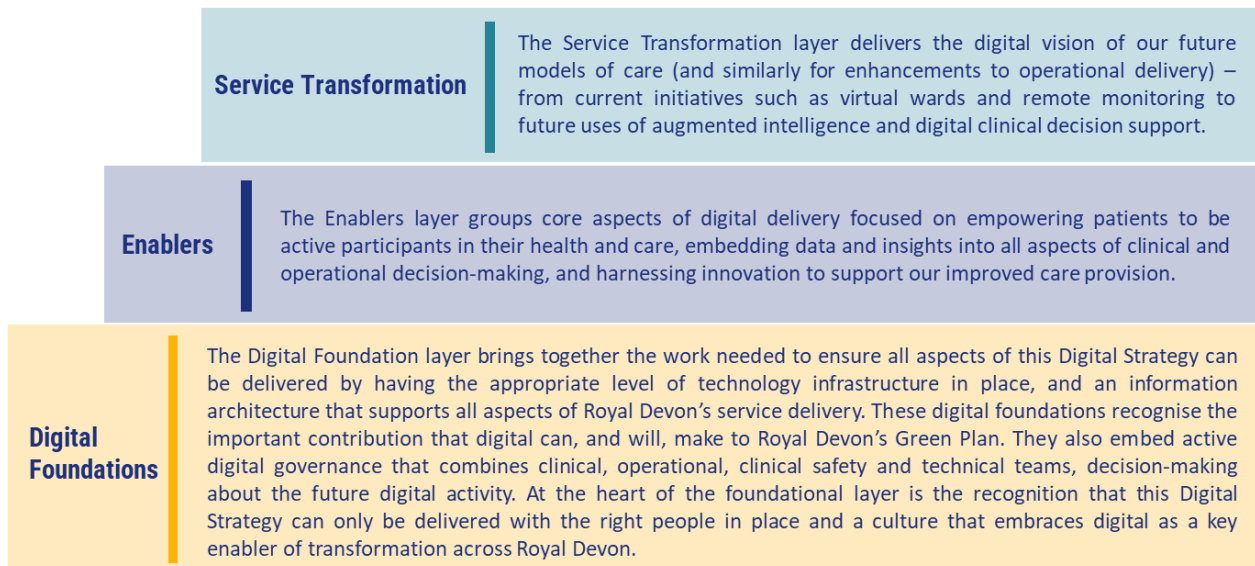 Service Transformation
The Service Transformation layer delivers the digital vision of our future
models of care (and similarly for enhancements to operational delivery) –
from current initiatives such as virtual wards and remote monitoring to
future uses of augmented intelligence and digital clinical decision support.
Enablers
The Enablers layer groups core aspects of digital delivery focused on empowering patients to be
active participants in their health and care, embedding data and insights into all aspects of clinical and
operational decision-making, and harnessing innovation to support our improved care provision.
Digital
Foundations
The Digital Foundation layer brings together the work needed to ensure all aspects of this Digital Strategy can
be delivered by having the appropriate level of technology infrastructure in place, and an information
architecture that supports all aspects of Royal Devon's service delivery. These digital foundations recognise the
important contribution that digital can, and will, make to Royal Devon's Green Plan. They also embed active
digital governance that combines clinical, operational, clinical safety and technical teams, decision-making
about the future digital activity. At the heart of the foundational layer is the recognition that this Digital
Strategy can only be delivered with the right people in place and a culture that embraces digital as a key
enabler of transformation across Royal Devon.